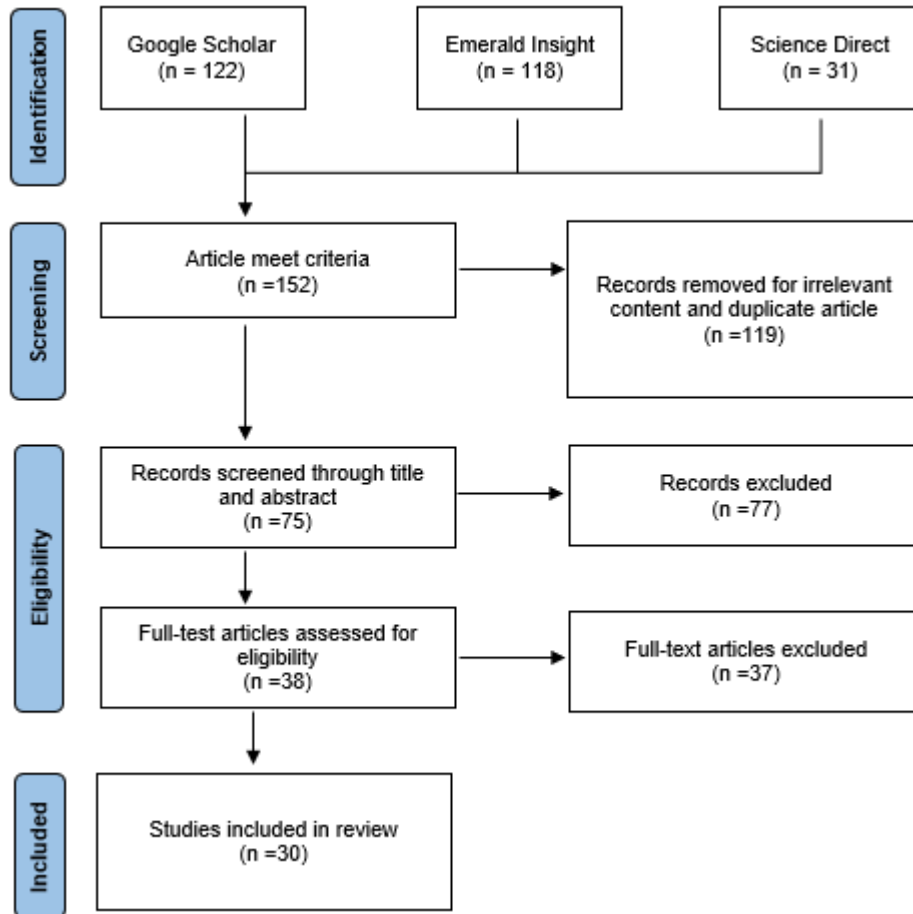 Identification
Google Scholar
(n = 122)
Emerald Insight
(n = 118)
Science Direct
(n = 31)
Screening
Article meet criteria
(n =152)
Records removed for irrelevant
content and duplicate article
(n =119)
Eligibility
Records screened through title
and abstract
(n =75)
Records excluded
(n =77)
Full-test articles assessed for
eligibility
(n =38)
Full-text articles excluded
(n =37)
Included
Studies included in review
(n =30)